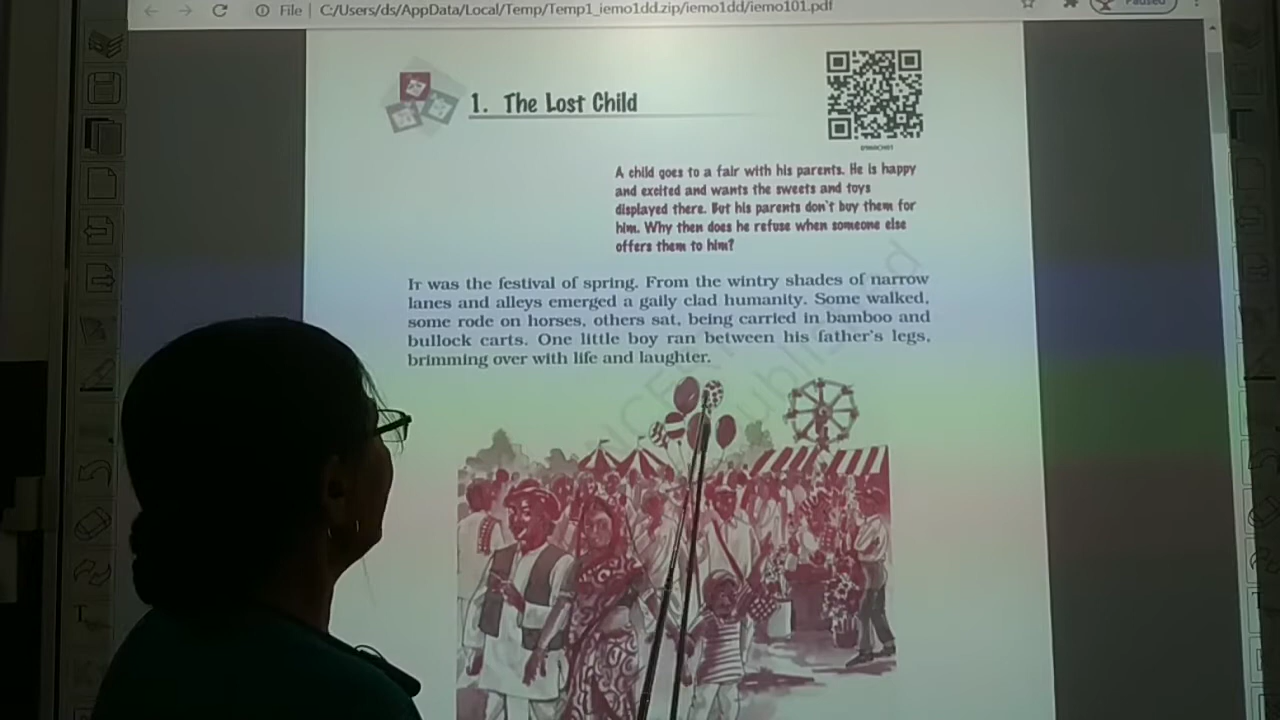 File | C:/Users/ds/AppData/Local/Temp/Temp1_iemo1dd.zip/iemo1dd/iemo101.pdf
Paused
1. The Lost Child
A child goes to a fair with his parents. He is happy
and excited and wants the sweets and toys
displayed there. But his parents don't buy them for
him. Why then does he refuse when someone else
offers them to him?
IT was the festival of spring. From the wintry shades of narrow
lanes and alleys emerged a gaily clad humanity. Some walked,
some rode on horses, others sat, being carried in bamboo and
bullock carts. One little boy ran between his father's legs,
brimming over with life and laughter.